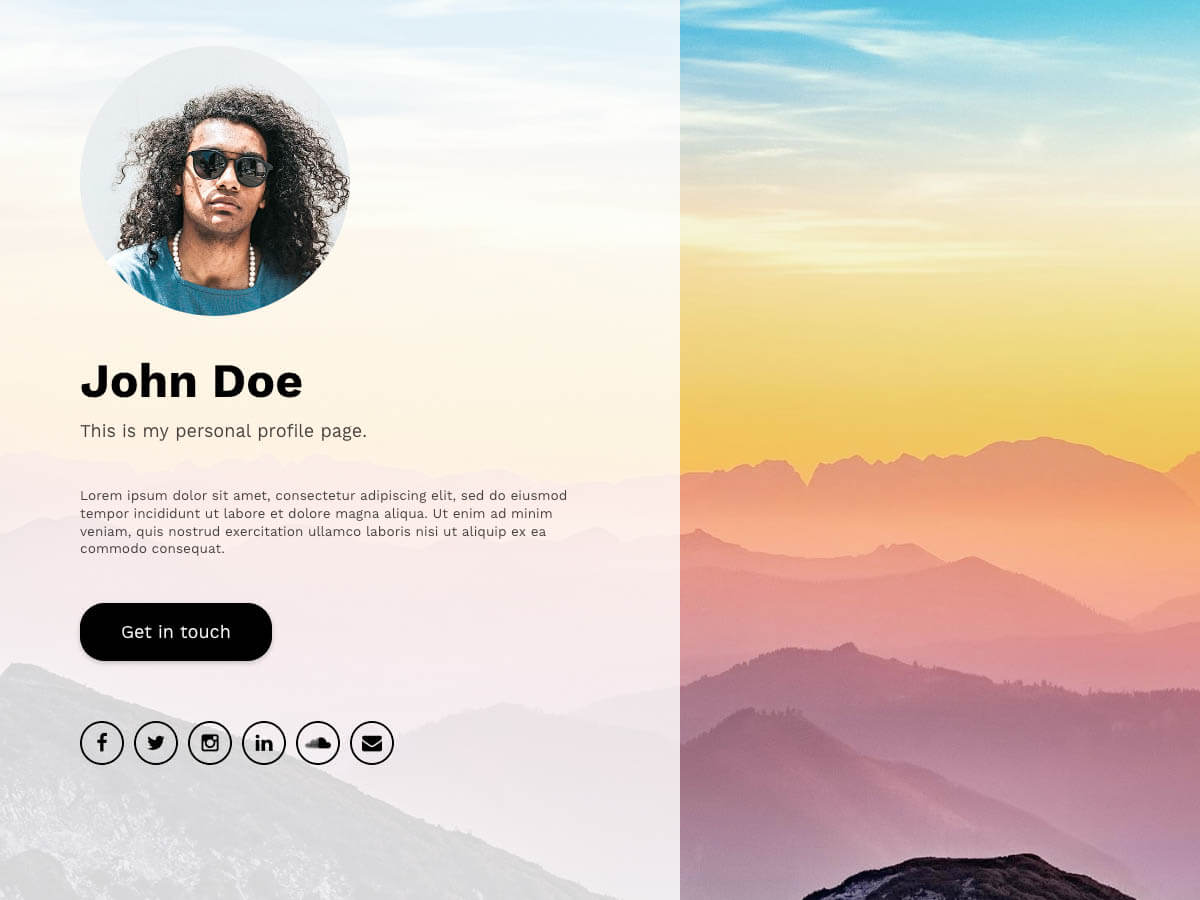 John Doe
This is my personal profile page.
Lorem ipsum dolor sit amet, consectetur adipiscing elit, sed do eiusmod
tempor incididunt ut labore et dolore magna aliqua. Ut enim ad minim
veniam, quis nostrud exercitation ullamco laboris nisi ut aliquip ex ea
commodo consequat.
Get in touch